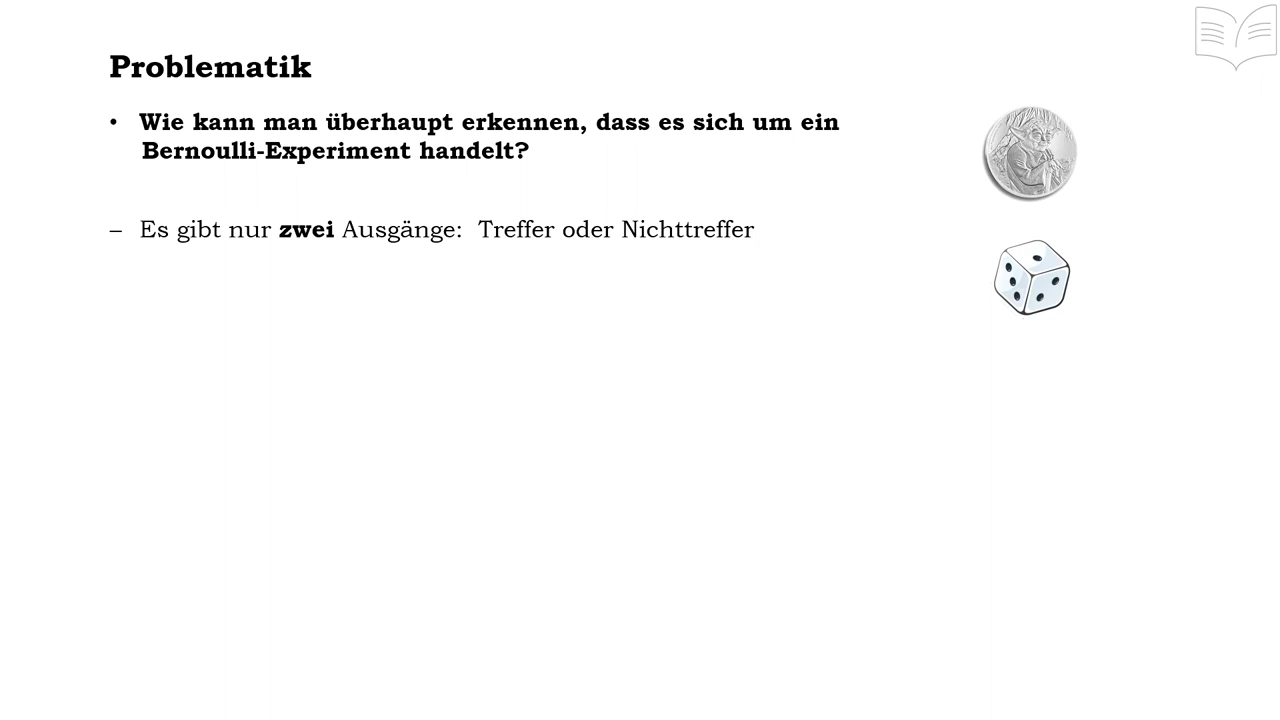 Problematik
• Wie kann man überhaupt erkennen, dass es sich um ein
Bernoulli-Experiment handelt?
– Es gibt nur zwei Ausgänge: Treffer oder Nichttreffer